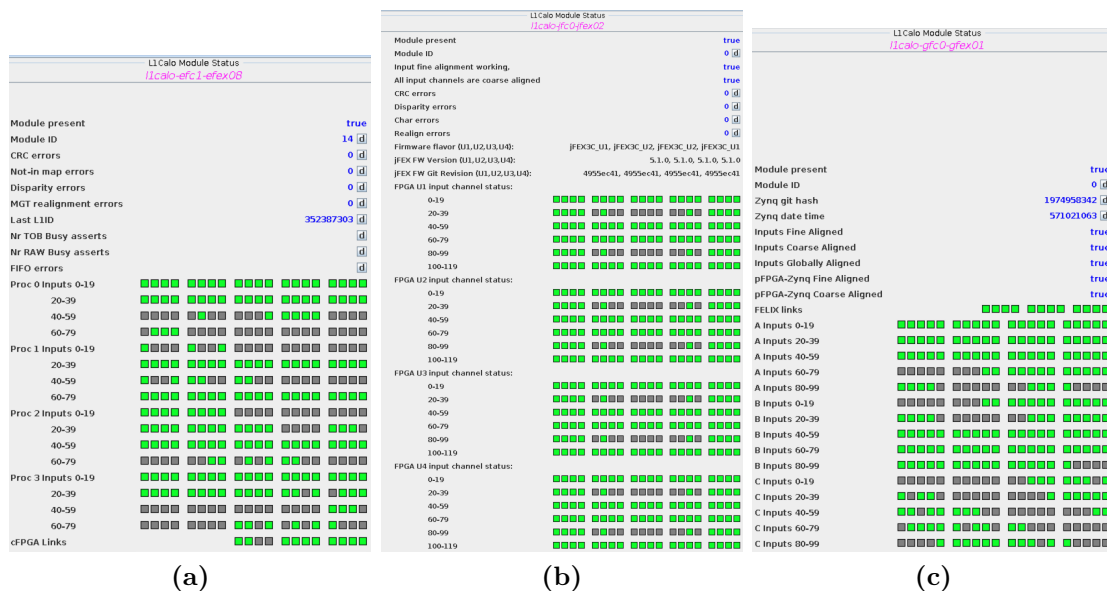 L1Calo Module Status
l1calo-efc1-efex08
Module present true
Module ID 14 d
CRC errors 0 d
Not-in map errors 0 d
Disparity errors 0 d
MGT realignment errors 0 d
Last L1ID 352387303 d
Nr TOB Busy asserts d
Nr RAW Busy asserts d
FIFO errors d
Proc 0 Inputs 0-19
20-39
40-59
60-79
Proc 1 Inputs 0-19
20-39
40-59
60-79
Proc 2 Inputs 0-19
20-39
40-59
60-79
Proc 3 Inputs 0-19
20-39
40-59
60-79
cFPGA Links
(a)
L1Calo Module Status
l1calo-jfc0-jfex02
Module present true
Module ID 0 d
Input fine alignment working, true
All input channels are coarse aligned true
CRC errors 0 d
Disparity errors 0 d
Char errors 0 d
Realign errors 0 d
Firmware flavor (U1,U2,U3,U4): jFEX3C_U1, jFEX3C_U2, jFEX3C_U2, jFEX3C_U1
jFEX FW Version (U1,U2,U3,U4): 5.1.0, 5.1.0, 5.1.0, 5.1.0
jFEX FW Git Revision (U1,U2,U3,U4): 4955ec41, 4955ec41, 4955ec41, 4955ec41
FPGA U1 input channel status:
0-19
20-39
40-59
60-79
80-99
100-119
FPGA U2 input channel status:
0-19
20-39
40-59
60-79
80-99
100-119
FPGA U3 input channel status:
0-19
20-39
40-59
60-79
80-99
100-119
FPGA U4 input channel status:
0-19
20-39
40-59
60-79
80-99
100-119
(b)
L1Calo Module Status
l1calo-gfc0-gfex01
Module present true
Module ID 0 d
Zynq git hash 1974958342 d
Zynq date time 571021063 d
Inputs Fine Aligned true
Inputs Coarse Aligned true
Inputs Globally Aligned true
pFPGA-Zynq Fine Aligned true
pFPGA-Zynq Coarse Aligned true
FELIX links
A Inputs 0-19
A Inputs 20-39
A Inputs 40-59
A Inputs 60-79
A Inputs 80-99
B Inputs 0-19
B Inputs 20-39
B Inputs 40-59
B Inputs 60-79
B Inputs 80-99
C Inputs 0-19
C Inputs 20-39
C Inputs 40-59
C Inputs 60-79
C Inputs 80-99
(c)